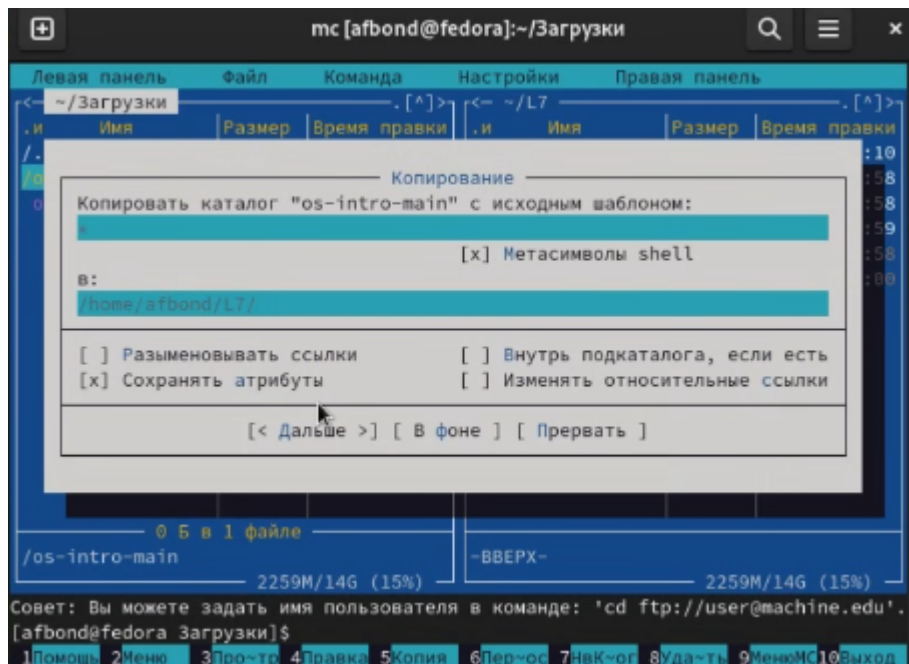 mc [afbond@fedora]:~/Загрузки
Левая панель Файл Команда Настройки Правая панель
<— ~/Загрузки .[^]> <— ~/L7 .[^]>
.и Имя Размер Время правки .и Имя Размер Время правки
/. :10
/o :58
о :58
:59
:58
:00
Копирование
Копировать каталог "os-intro-main" с исходным шаблоном:
*
[x] Метасимволы shell
в:
/home/afbond/L7/
[ ] Разыменовывать ссылки [ ] Внутрь подкаталога, если есть
[x] Сохранять атрибуты [ ] Изменять относительные ссылки
[< Дальше >] [ В фоне ] [ Прервать ]
0 Б в 1 файле
/os-intro-main -ВВЕРХ-
2259M/14G (15%) 2259M/14G (15%)
Совет: Вы можете задать имя пользователя в команде: 'cd ftp://user@machine.edu'.
[afbond@fedora Загрузки]$
1Помощь 2Меню 3Про~тр 4Правка 5Копия 6Пер~ос 7НвК~ог 8Уда~ть 9МенюMC 10Выход